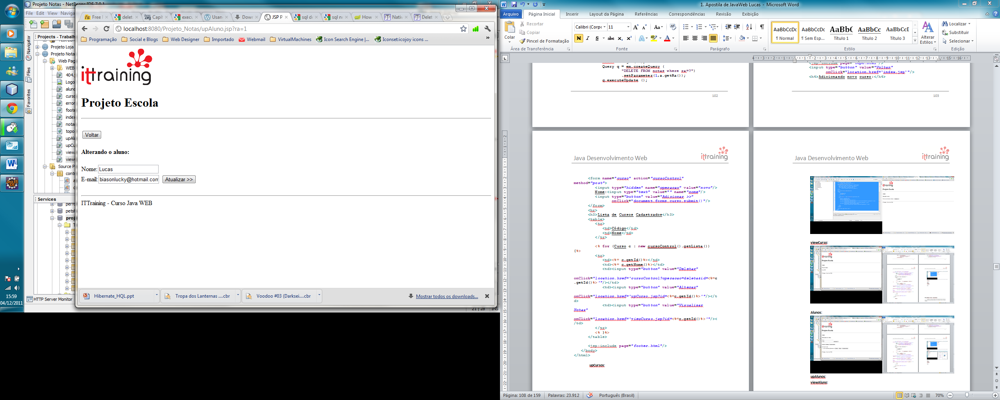 Projeto Notas - NetBeans IDE 7.0.1
File Edit View Naviga
Projects - Trabalh
Projeto Loja
Projeto Nota
Web Pag
WEB-
404.j
Logo
aluno
curso
error
foote
index
notas
topo
upAlu
upCu
view
view
Source P
contr
Services
perfo
petsh
proj
HTTP Server Monitor
Navigator
Files
Favorites
15:59
04/12/2011
21 | 28 INS
Free
delet
Capít
execu
Usan
Down
JSP P
sql de
sql no
How
Nativ
Delet
localhost:8080/Projeto_Notas/upAluno.jsp?ra=1
Programação Social e Blogs Web Designer Importado Webmail VirtualMachines Icon Search Engine |... Iconset:icojoy icons ... »
ittraining
Projeto Escola
Voltar
Alterando o aluno:
Nome: Lucas
E-mail: biasonlucky@hotmail.com Atualizar >>
ITTraining - Curso Java WEB
Hibernate_HQL.ppt Tropa dos Lanternas ....cbr Voodoo #03 (Darksei....cbr Mostrar todos os downloads...
1. Apostila de JavaWeb Lucas - Microsoft Word
Arquivo Página Inicial Inserir Layout da Página Referências Correspondências Revisão Exibição
Colar
Recortar
Copiar
Pincel de Formatação
Área de Transferência
Calibri (Corpo 11
Fonte
Parágrafo
AaBbCcDc AaBbCcDc AaBbC AaBbCc AaBbCcI
¶ Normal ¶ Sem Esp... Título 1 Título 2 Título 3
Estilo
Alterar Estilos
Localizar
Substituir
Selecionar
Edição
Query q = em.createQuery (
"DELETE FROM notas where ra=?")
.setParameter(1,a.getRa());
q.executeUpdate ();
102
<jsp:include page="topo.html"/>
<input type="button" value="Voltar"
onClick="location.href='index.jsp'"/>
<h4>Adicionando novo curso:</h4>
103
Java Desenvolvimento Web ittraining
<form name="curso" action="cursoControl"
method="post">
<input type="hidden" name="operacao" value="novo"/>
Nome:<input type="text" value="" name="nome"/>
<input type="button" value="Adicionar >>"
onClick="document.forms.curso.submit()"/>
</form>
<hr>
<h3>Lista de Cursos Cadastrados</h3>
<table>
<tr>
<td>Código</td>
<td>Nome</td>
</tr>
<% for (Curso c : new cursoControl().getLista())
{%>
<tr>
<td><%= c.getId()%></td>
<td><%= c.getNome()%></td>
<td><input type="button" value="Deletar"
onClick="location.href='cursoControl?operacao=deleta&id=<%=c
.getId()%>'"/></td>
<td><input type="button" value="Alterar"
onClick="location.href='upCurso.jsp?id=<%=c.getId()%>'"/></t
d>
<td><input type="button" value="Visualisar
Notas"
onClick="location.href='viewCurso.jsp?id=<%=c.getId()%>'"/><
/td>
</tr>
<% }%>
</table>
<jsp:include page="footer.html"/>
</body>
</html>
upCursos:
Java Desenvolvimento Web ittraining
viewCurso:
Alunos:
upAlunos:
viewAluno:
Página: 108 de 159 Palavras: 23.912 Português (Brasil) 70%